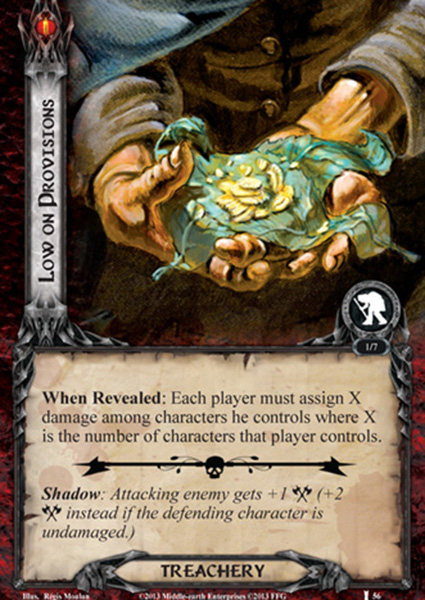 LOW ON PROVISIONS
1/7
When Revealed: Each player must assign X
damage among characters he controls where X
is the number of characters that player controls.
Shadow: Attacking enemy gets +1 (+2
instead if the defending character is
undamaged.)
TREACHERY
Illus. Régis Moulun ©2013 Middle-earth Enterprises ©2013 FFG 56